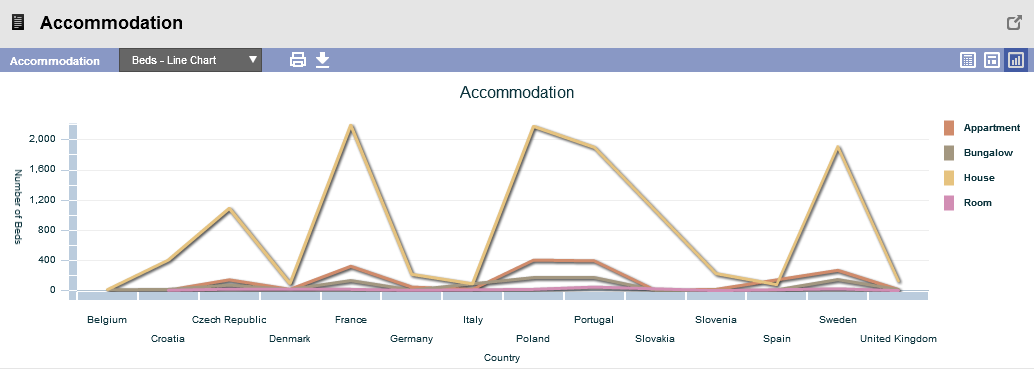 Accommodation
Accommodation
Beds - Line Chart
Accommodation
2,000
1,600
1,200
800
400
0
Number of Beds
Appartment
Bungalow
House
Room
Belgium
Croatia
Czech Republic
Denmark
France
Germany
Italy
Poland
Portugal
Slovakia
Slovenia
Spain
Sweden
United Kingdom
Country